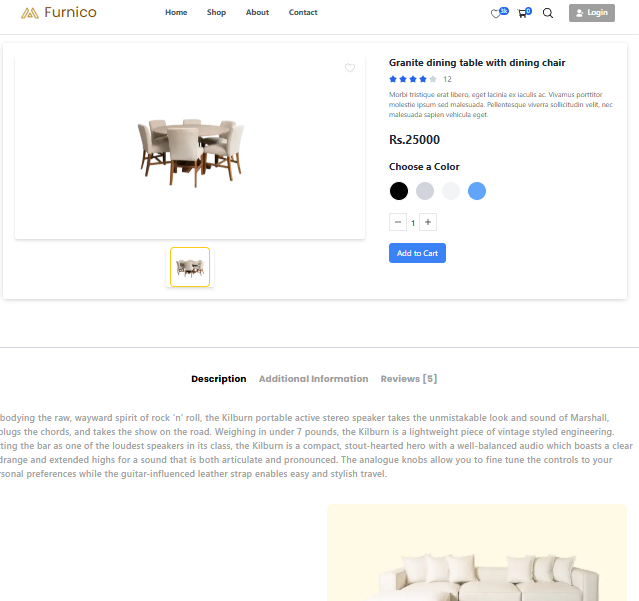 Furnico
Home Shop About Contact
0
Login
Granite dining table with dining chair
12
Morbi tristique erat libero, eget lacinia ex iaculis ac. Vivamus porttitor
molestie ipsum sed malesuada. Pellentesque viverra sollicitudin velit, nec
malesuada sapien vehicula eget.
Rs.25000
Choose a Color
− 1 +
Add to Cart
Description Additional Information Reviews [5]
bodying the raw, wayward spirit of rock 'n' roll, the Kilburn portable active stereo speaker takes the unmistakable look and sound of Marshall,
plugs the chords, and takes the show on the road. Weighing in under 7 pounds, the Kilburn is a lightweight piece of vintage styled engineering.
ting the bar as one of the loudest speakers in its class, the Kilburn is a compact, stout-hearted hero with a well-balanced audio which boasts a clear
drange and extended highs for a sound that is both articulate and pronounced. The analogue knobs allow you to fine tune the controls to your
rsonal preferences while the guitar-influenced leather strap enables easy and stylish travel.